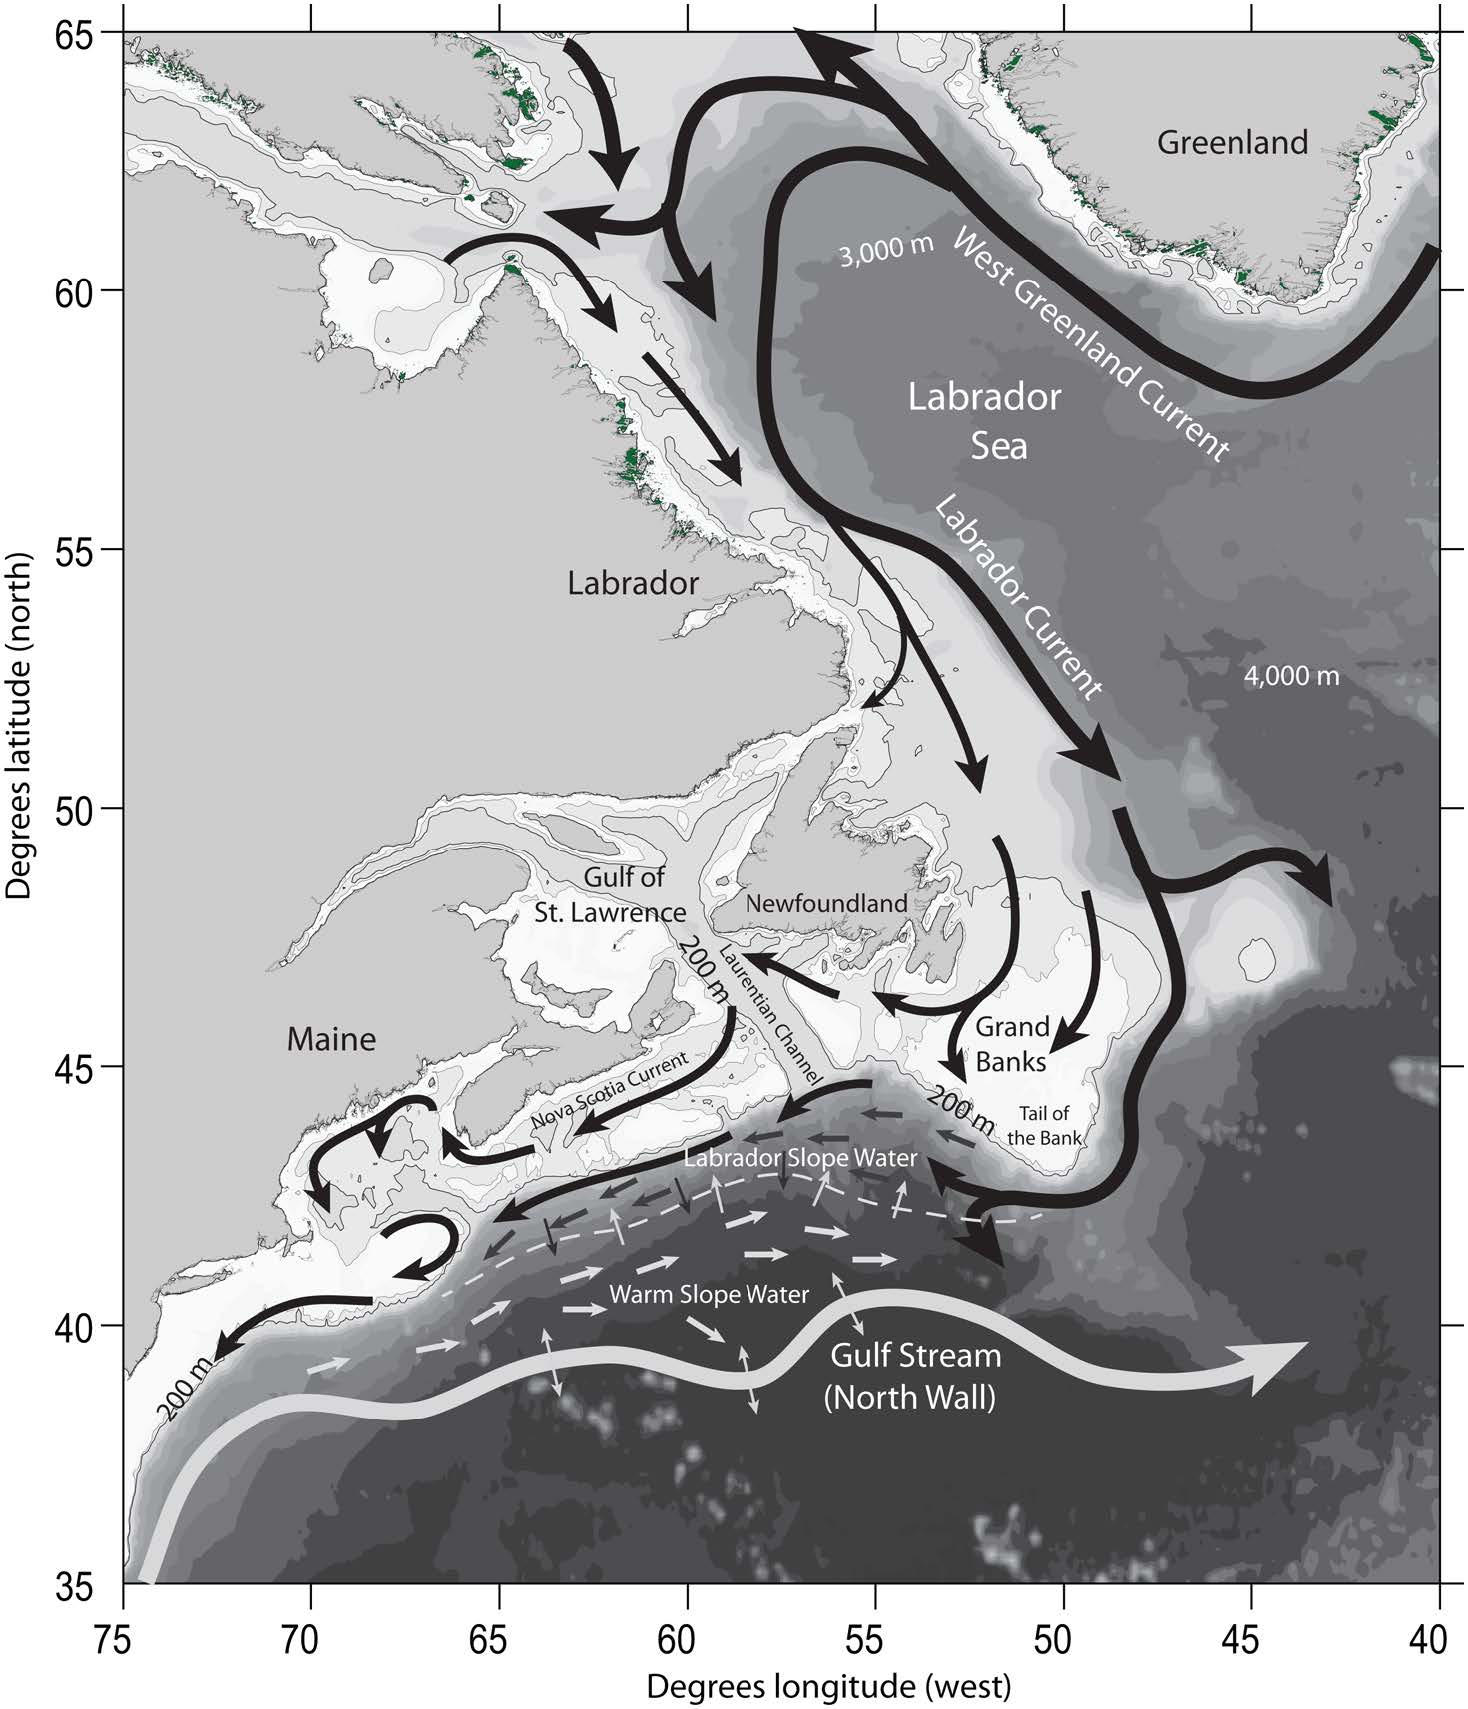 65
60
55
50
45
40
35
Degrees latitude (north)
75
70
65
60
55
50
45
40
Degrees longitude (west)
Greenland
3,000 m
West Greenland Current
Labrador
Sea
Labrador Current
Labrador
4,000 m
Gulf of
St. Lawrence
Newfoundland
200 m
Laurentian Channel
Maine
Grand
Banks
Nova Scotia Current
200 m
Tail of
the Bank
Labrador Slope Water
Warm Slope Water
Gulf Stream
(North Wall)
200 m